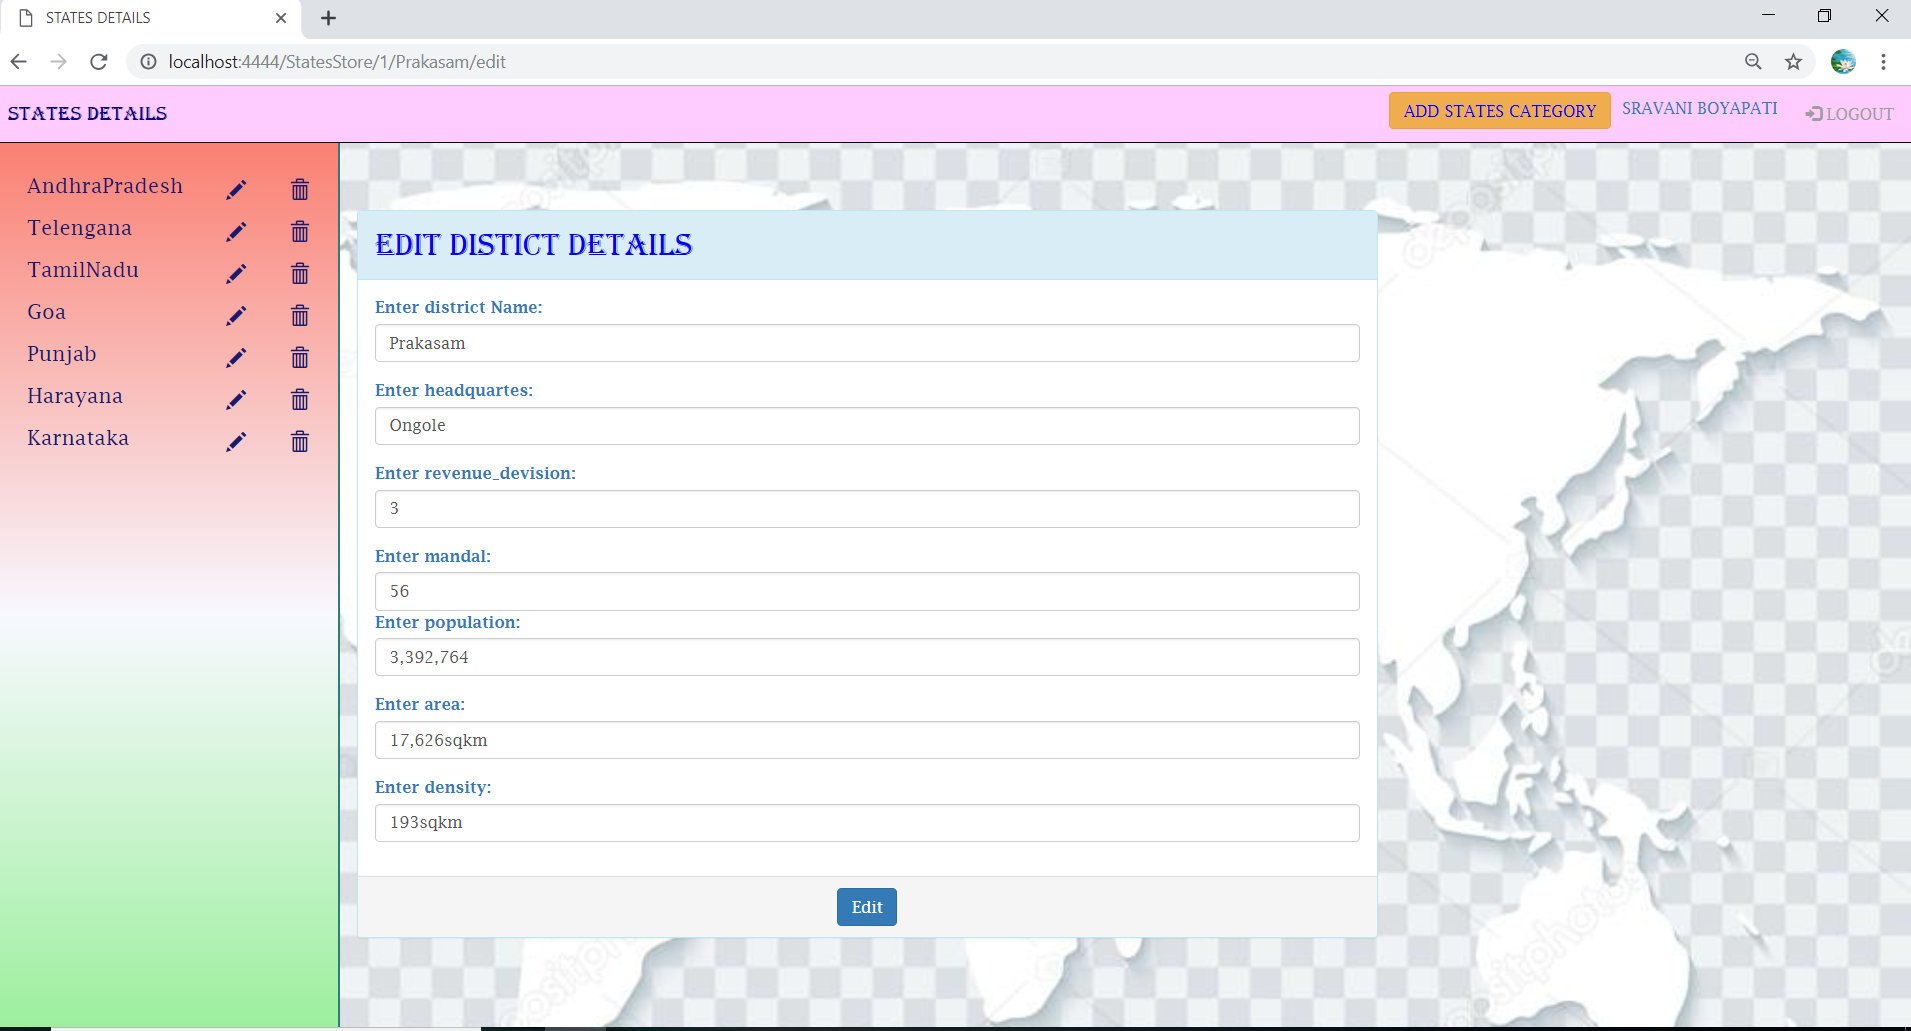 STATES DETAILS
localhost:4444/StatesStore/1/Prakasam/edit
STATES DETAILS
ADD STATES CATEGORY
SRAVANI BOYAPATI
LOGOUT
AndhraPradesh
Telengana
TamilNadu
Goa
Punjab
Harayana
Karnataka
EDIT DISTICT DETAILS
Enter district Name:
Prakasam
Enter headquartes:
Ongole
Enter revenue_devision:
3
Enter mandal:
56
Enter population:
3,392,764
Enter area:
17,626sqkm
Enter density:
193sqkm
Edit